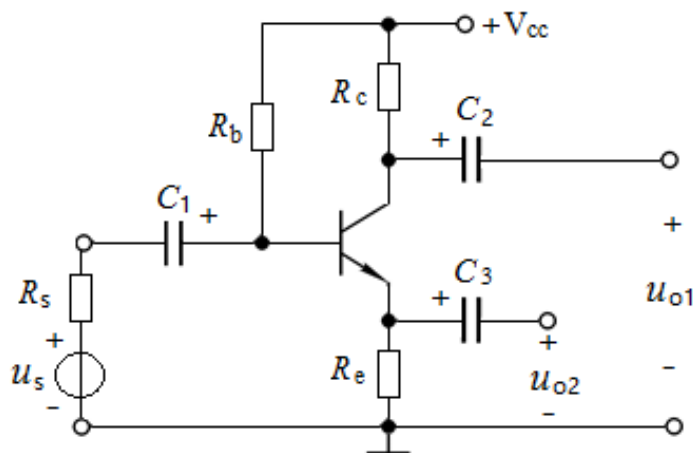 +Vcc
Rc
C2
+
Rb
C1
+
+
C3
Rs
+
uo1
+
us
+
Re
uo2
-
-
-